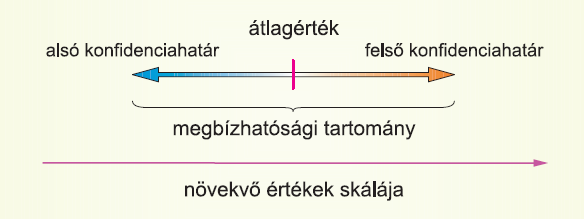 átlagérték
alsó konfidenciahatár
felső konfidenciahatár
megbízhatósági tartomány
növekvő értékek skálája